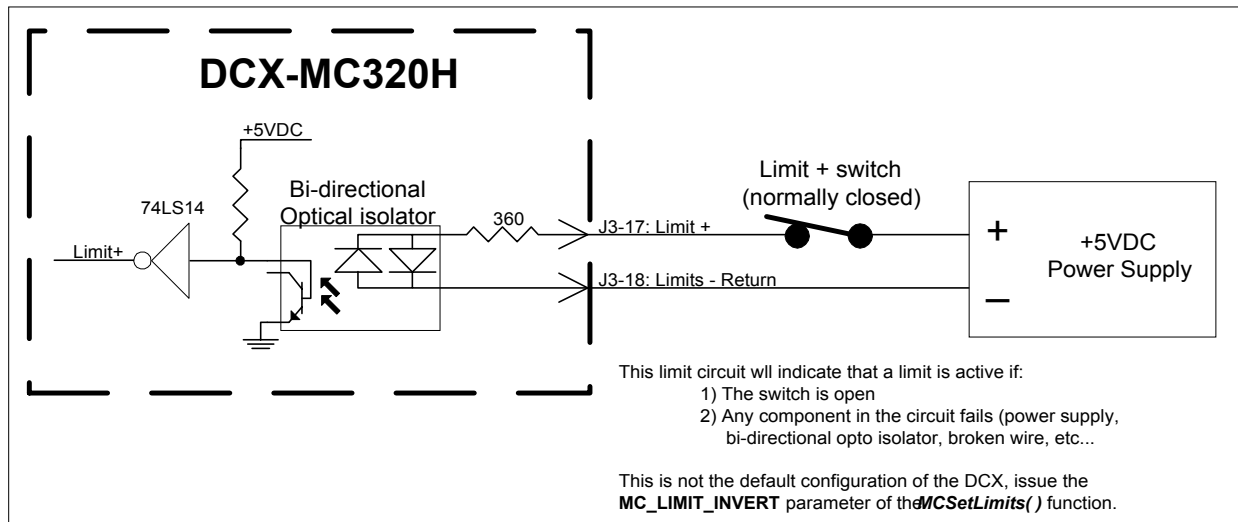 DCX-MC320H
+5VDC
74LS14
Bi-directional
Optical isolator
Limit+
360
J3-17: Limit +
J3-18: Limits - Return
Limit + switch
(normally closed)
+
–
+5VDC
Power Supply
This limit circuit wll indicate that a limit is active if:
1) The switch is open
2) Any component in the circuit fails (power supply,
bi-directional opto isolator, broken wire, etc...
This is not the default configuration of the DCX, issue the
MC_LIMIT_INVERT parameter of theMCSetLimits( ) function.